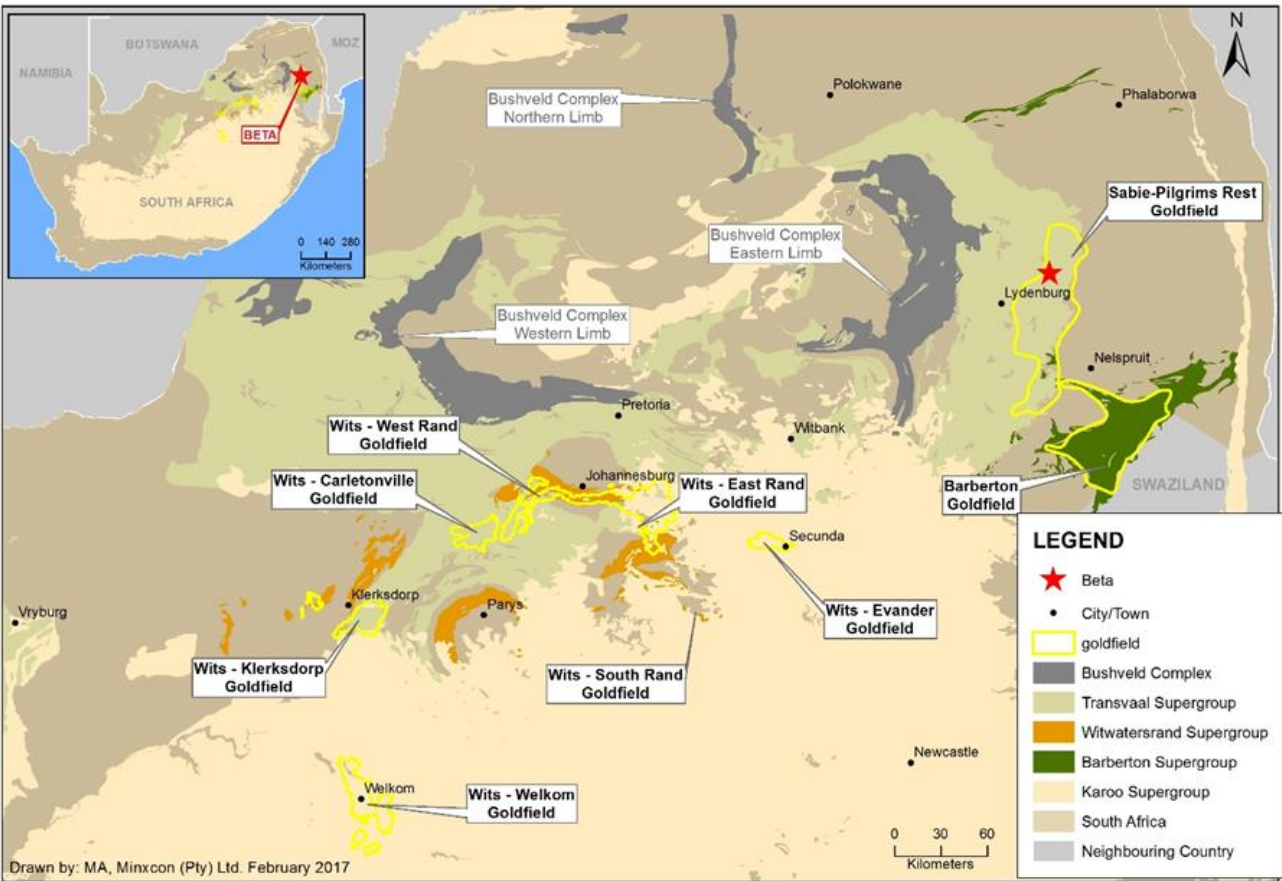 NAMIBIA
BOTSWANA
MOZ
BETA
SOUTH AFRICA
0 140 280
Kilometers
N
Bushveld Complex
Northern Limb
Polokwane
Phalaborwa
Sabie-Pilgrims Rest
Goldfield
Bushveld Complex
Eastern Limb
Lydenburg
Bushveld Complex
Western Limb
Nelspruit
Pretoria
Witbank
Wits - West Rand
Goldfield
Johannesburg
Wits - Carletonville
Goldfield
Wits - East Rand
Goldfield
Barberton
Goldfield
SWAZILAND
Secunda
Klerksdorp
Parys
Vryburg
Wits - Evander
Goldfield
Wits - Klerksdorp
Goldfield
Wits - South Rand
Goldfield
Newcastle
Welkom
Wits - Welkom
Goldfield
0 30 60
Kilometers
LEGEND
Beta
City/Town
goldfield
Bushveld Complex
Transvaal Supergroup
Witwatersrand Supergroup
Barberton Supergroup
Karoo Supergroup
South Africa
Neighbouring Country
Drawn by: MA, Minxcon (Pty) Ltd. February 2017